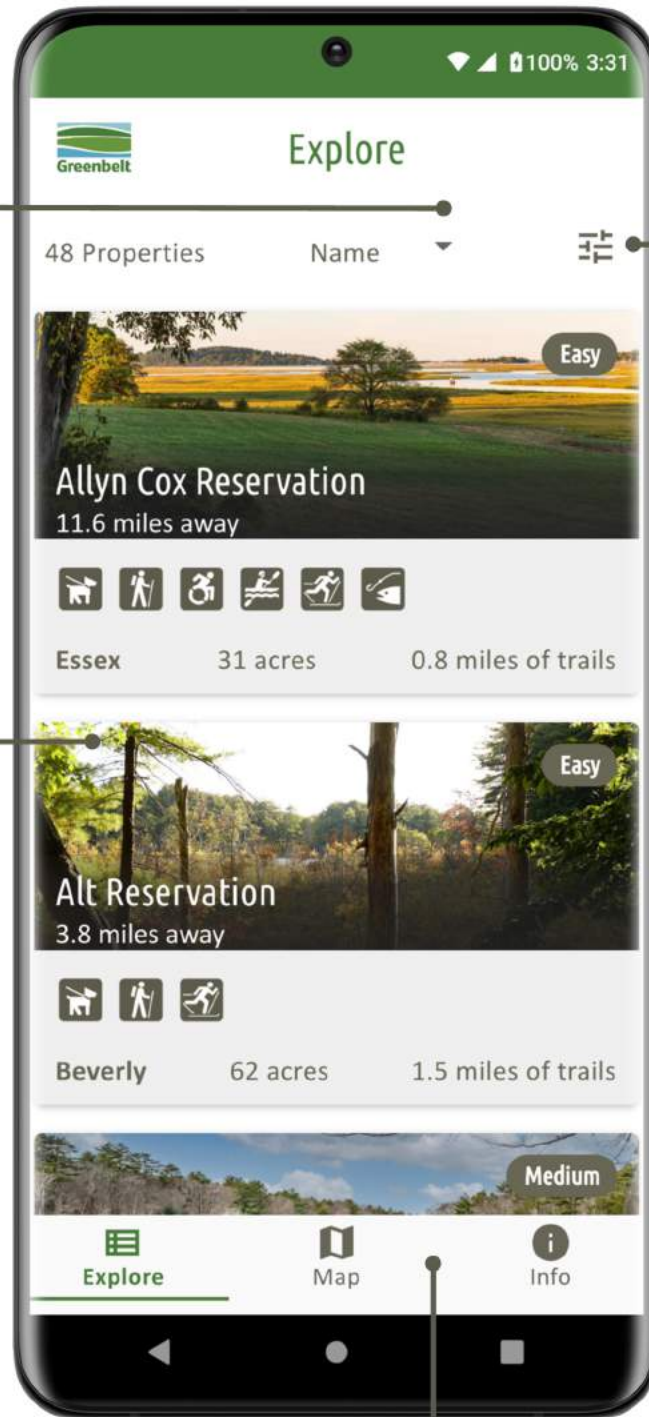 100% 3:31
Greenbelt
Explore
48 Properties Name
Easy
Allyn Cox Reservation
11.6 miles away
Essex 31 acres 0.8 miles of trails
Easy
Alt Reservation
3.8 miles away
Beverly 62 acres 1.5 miles of trails
Medium
Explore Map Info